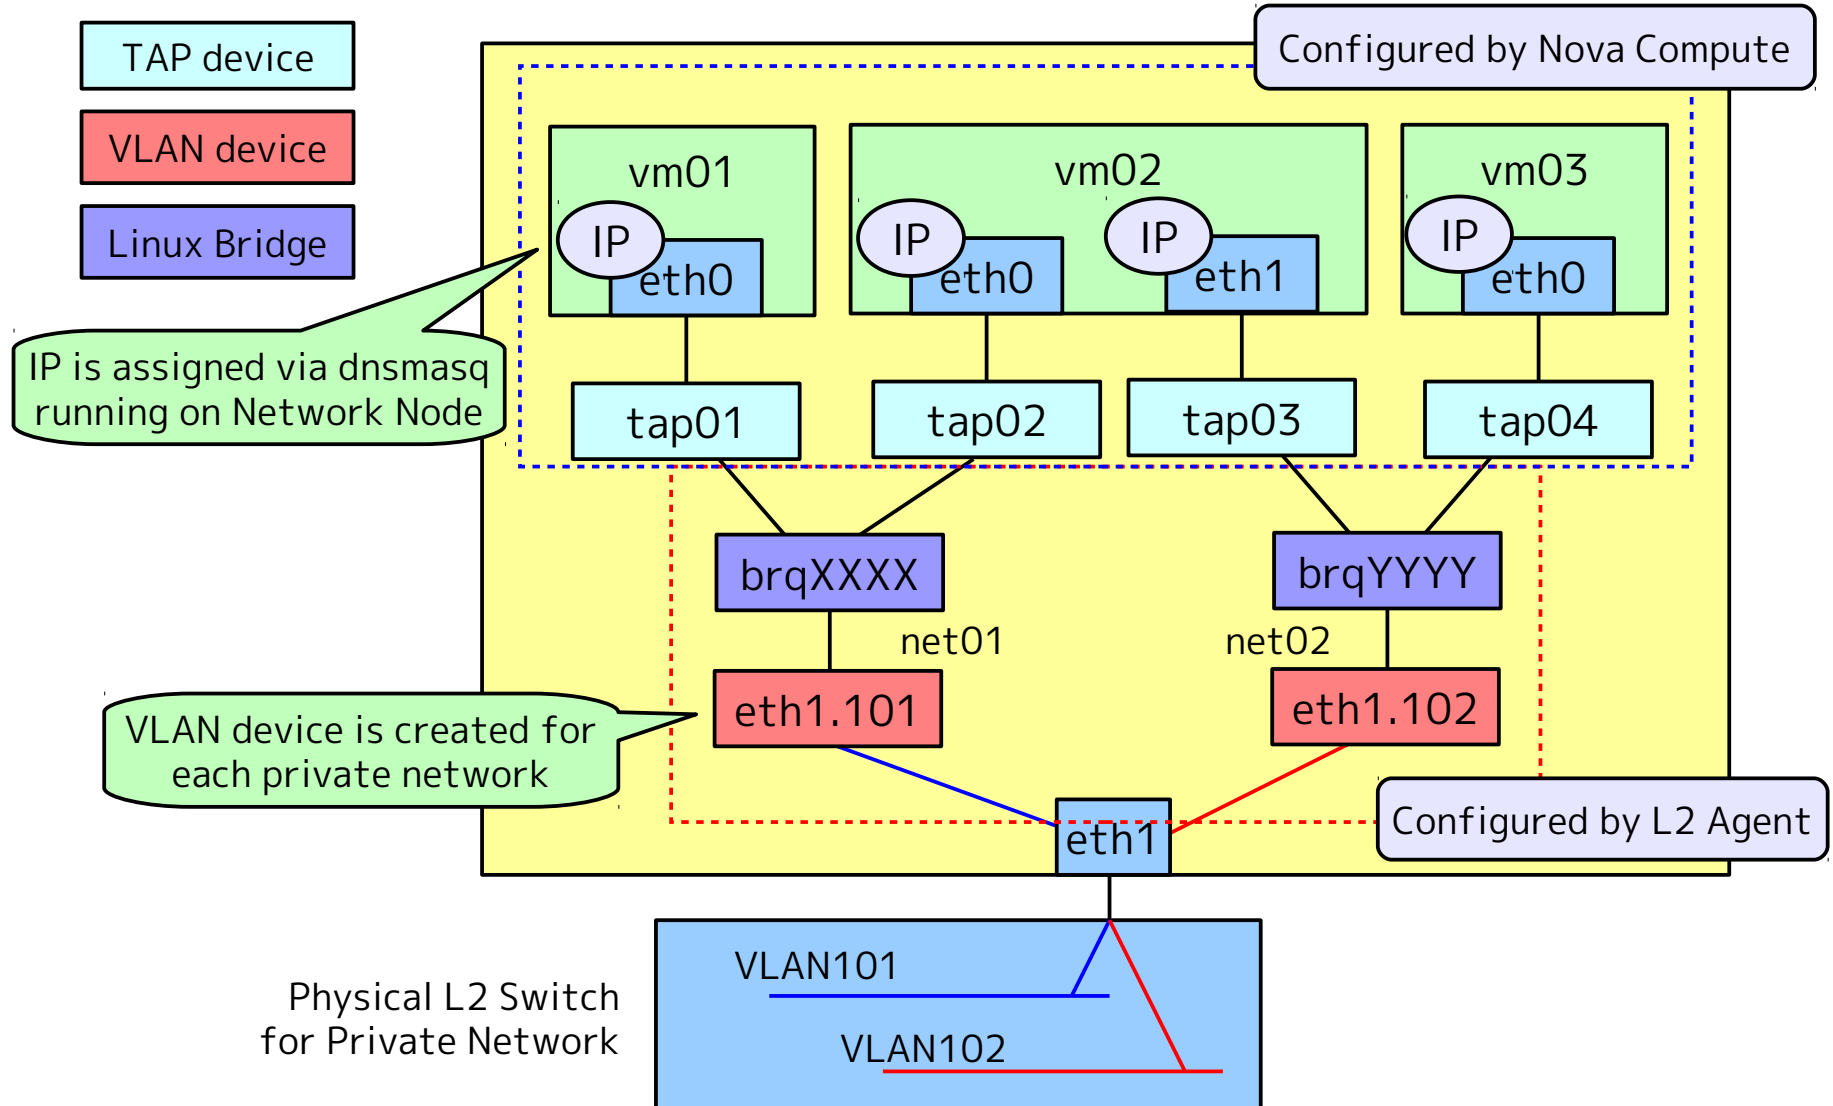 TAP device
VLAN device
Linux Bridge
Configured by Nova Compute
vm01
vm02
vm03
IP
eth0
IP
eth0
IP
eth1
IP
eth0
IP is assigned via dnsmasq
running on Network Node
tap01
tap02
tap03
tap04
brqXXXX
brqYYYY
net01
net02
eth1.101
eth1.102
VLAN device is created for
each private network
eth1
Configured by L2 Agent
Physical L2 Switch
for Private Network
VLAN101
VLAN102